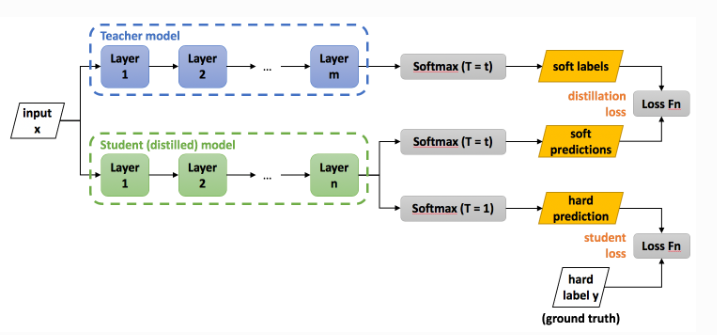 Teacher model
Layer
1
Layer
2
...
Layer
m
Softmax (T = t)
soft labels
distillation
loss
Loss Fn
input
x
Student (distilled) model
Layer
1
Layer
2
...
Layer
n
Softmax (T = t)
soft
predictions
Softmax (T = 1)
hard
prediction
student
loss
Loss Fn
hard
label y
(ground truth)